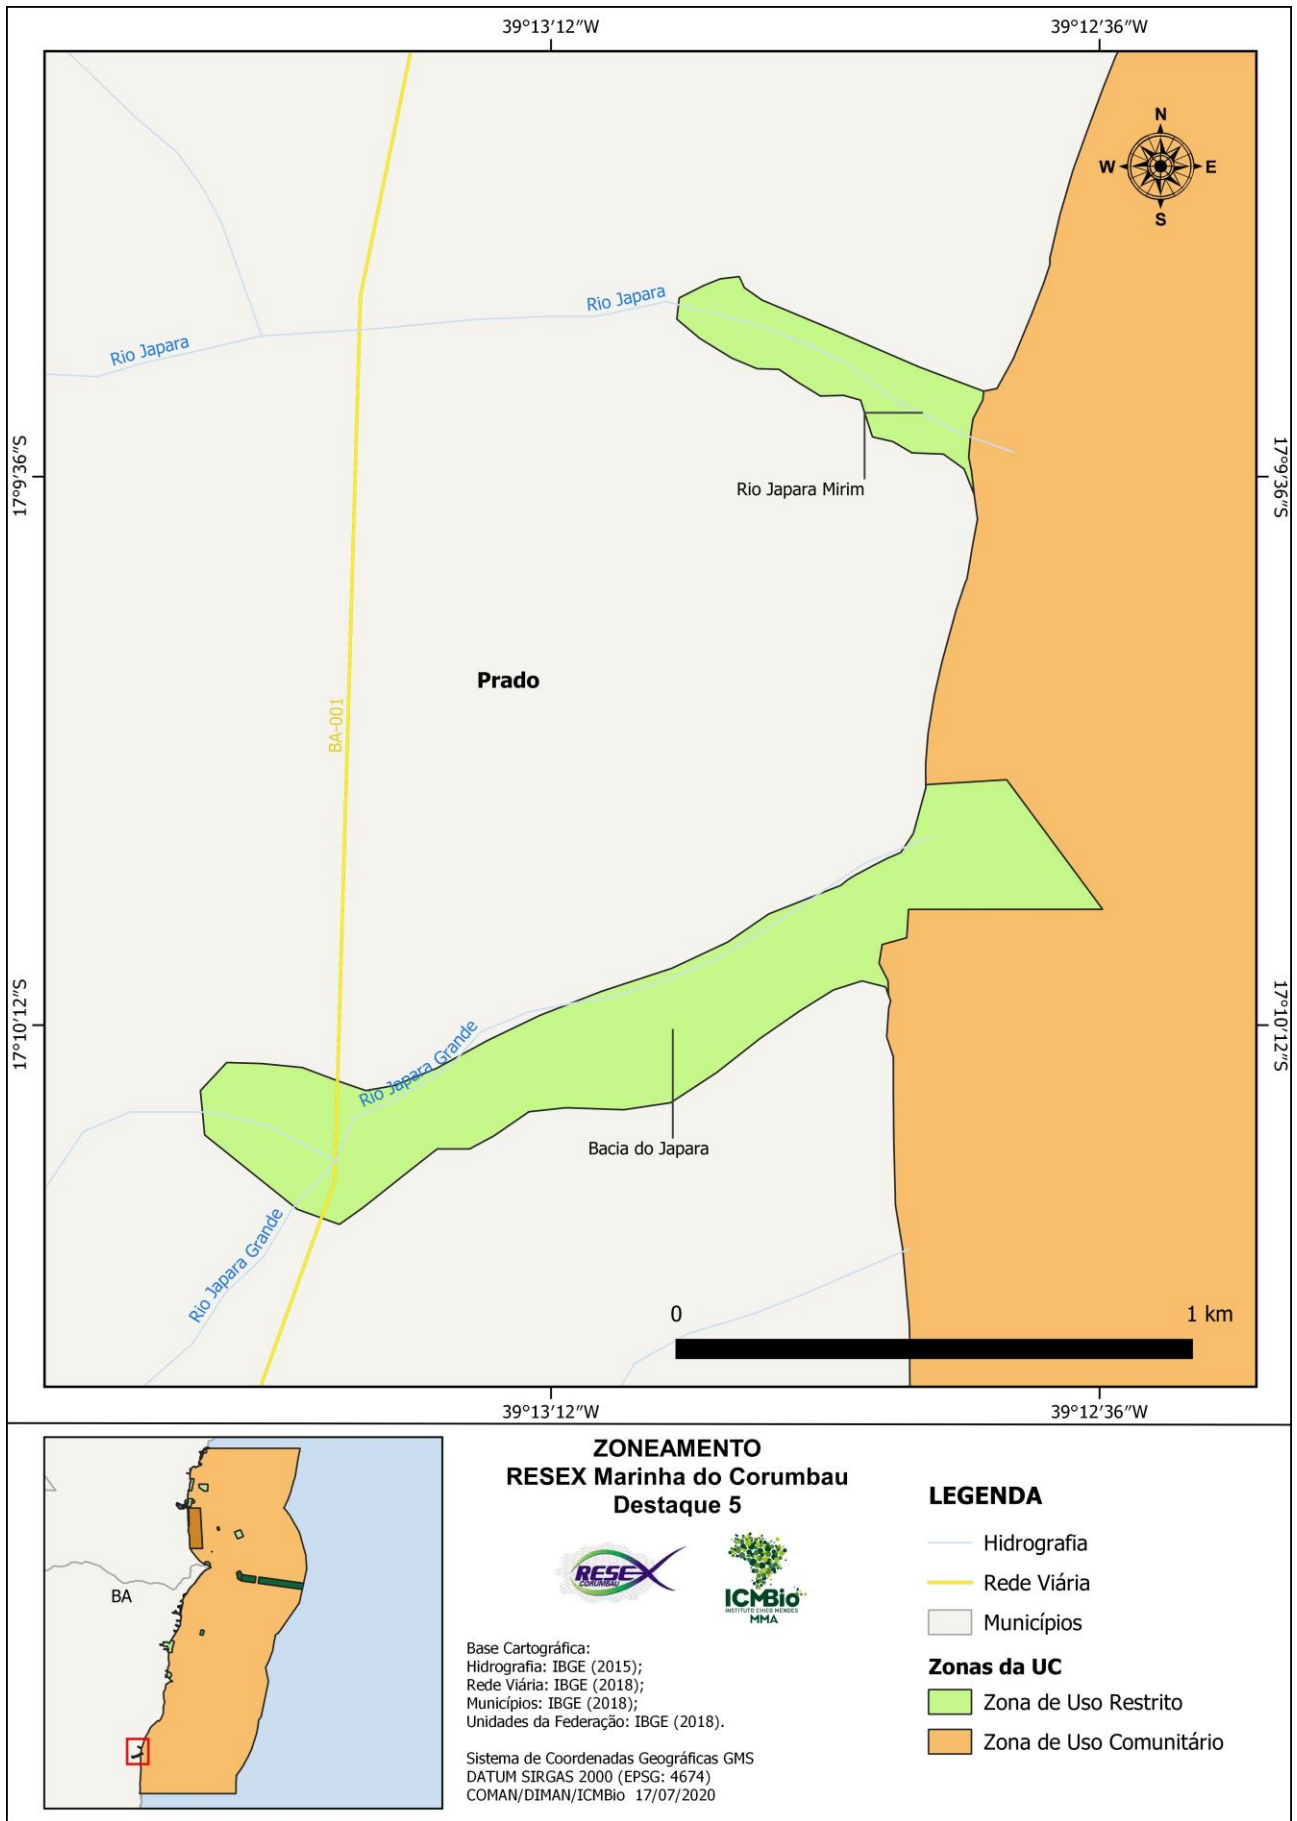 39°13'12"W
39°12'36"W
N
W
E
S
Rio Japara
Rio Japara
17°9'36"S
17°9'36"S
Rio Japara Mirim
Prado
BA-001
17°10'12"S
17°10'12"S
Rio Japara Grande
Bacia do Japara
Rio Japara Grande
0
1 km
39°13'12"W
39°12'36"W
BA
ZONEAMENTO
RESEX Marinha do Corumbau
Destaque 5
RESEX
CORUMBAU
ICMBio
INSTITUTO CHICO MENDES
MMA
Base Cartográfica:
Hidrografia: IBGE (2015);
Rede Viária: IBGE (2018);
Municípios: IBGE (2018);
Unidades da Federação: IBGE (2018).
Sistema de Coordenadas Geográficas GMS
DATUM SIRGAS 2000 (EPSG: 4674)
COMAN/DIMAN/ICMBio 17/07/2020
LEGENDA
Hidrografia
Rede Viária
Municípios
Zonas da UC
Zona de Uso Restrito
Zona de Uso Comunitário